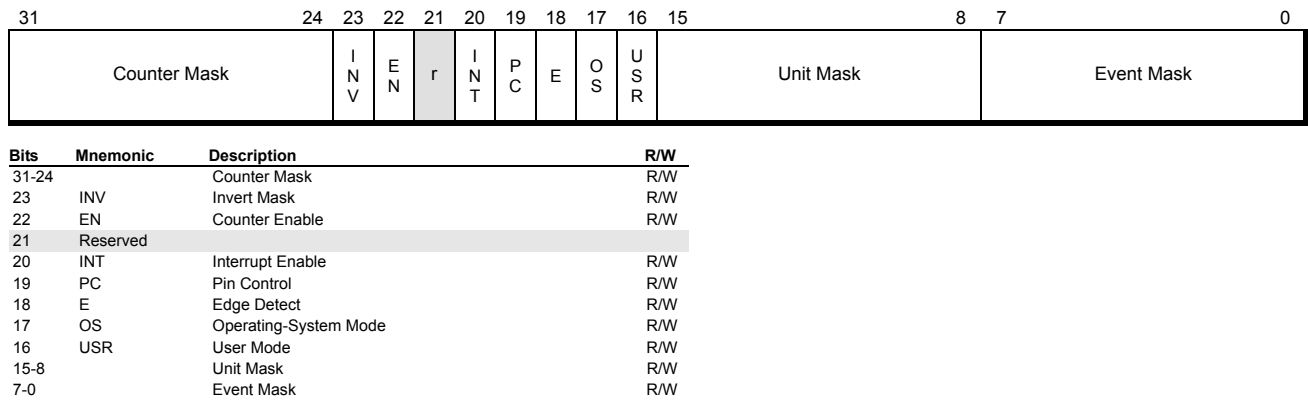 31 24 23 22 21 20 19 18 17 16 15 8 7 0
Counter Mask INV EN r INT PC E OS USR Unit Mask Event Mask
Bits Mnemonic Description R/W
31-24 Counter Mask R/W
23 INV Invert Mask R/W
22 EN Counter Enable R/W
21 Reserved
20 INT Interrupt Enable R/W
19 PC Pin Control R/W
18 E Edge Detect R/W
17 OS Operating-System Mode R/W
16 USR User Mode R/W
15-8 Unit Mask R/W
7-0 Event Mask R/W